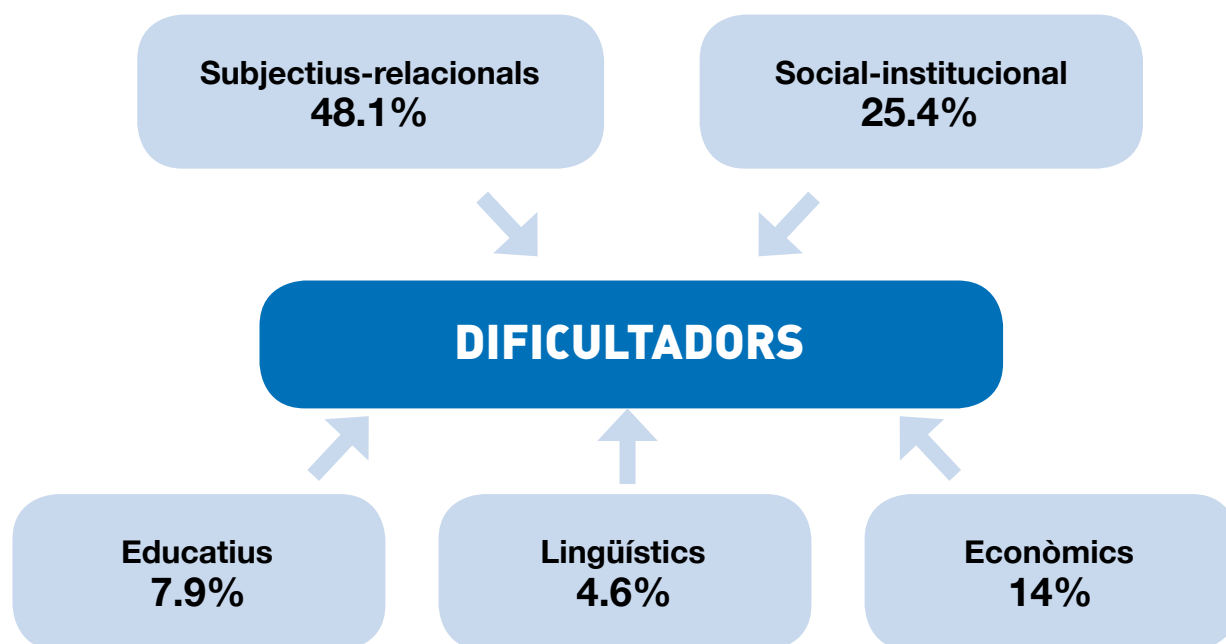 Subjectius-relacionals
48.1%
Social-institucional
25.4%
DIFICULTADORS
Educatius
7.9%
Lingüístics
4.6%
Econòmics
14%